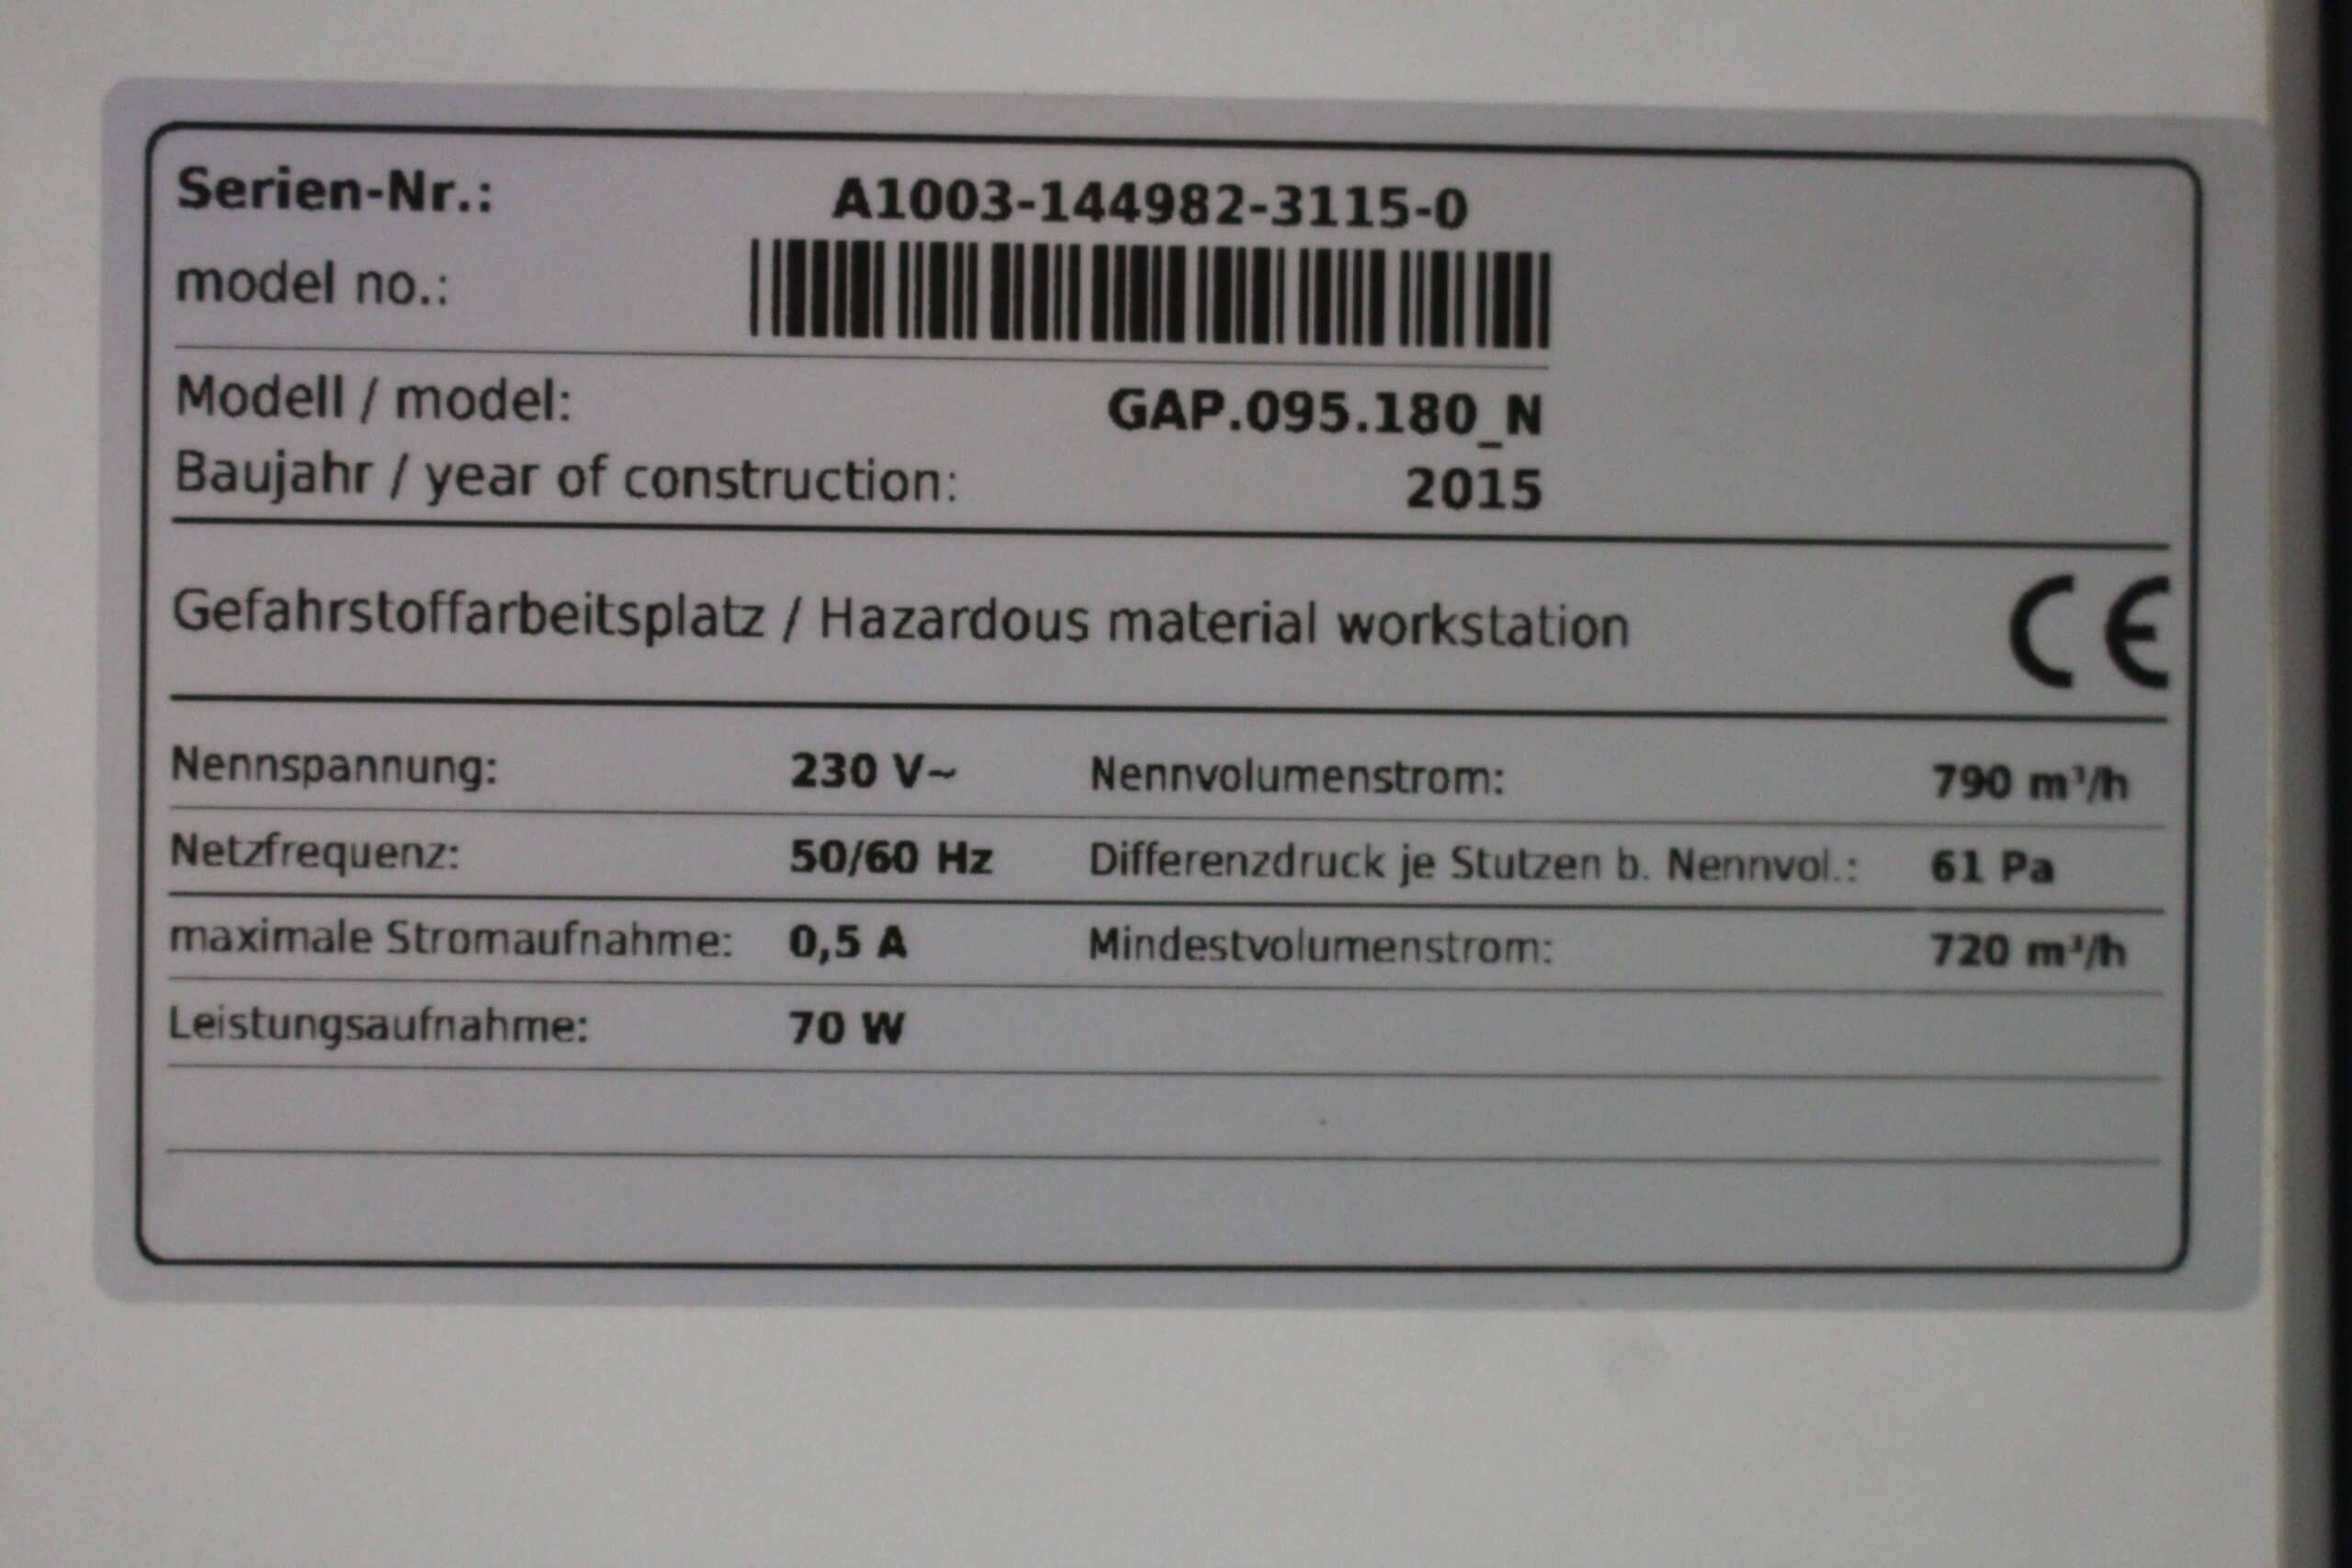 Serien-Nr.: A1003-144982-3115-0
model no.:
Modell / model: GAP.095.180_N
Baujahr / year of construction: 2015
Gefahrstoffarbeitsplatz / Hazardous material workstation CE
Nennspannung: 230 V~ Nennvolumenstrom: 790 m³/h
Netzfrequenz: 50/60 Hz Differenzdruck je Stutzen b. Nennvol.: 61 Pa
maximale Stromaufnahme: 0,5 A Mindestvolumenstrom: 720 m³/h
Leistungsaufnahme: 70 W